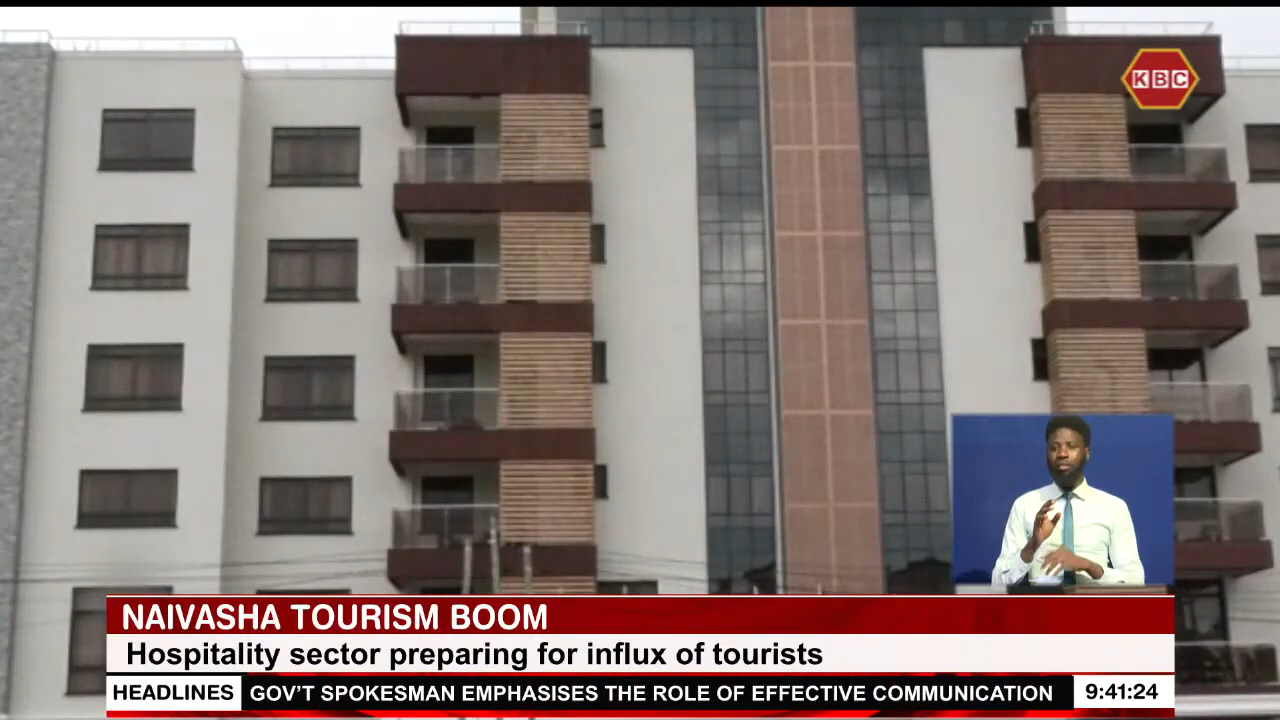 KBC
NAIVASHA TOURISM BOOM
Hospitality sector preparing for influx of tourists
HEADLINES GOV'T SPOKESMAN EMPHASISES THE ROLE OF EFFECTIVE COMMUNICATION 9:41:24